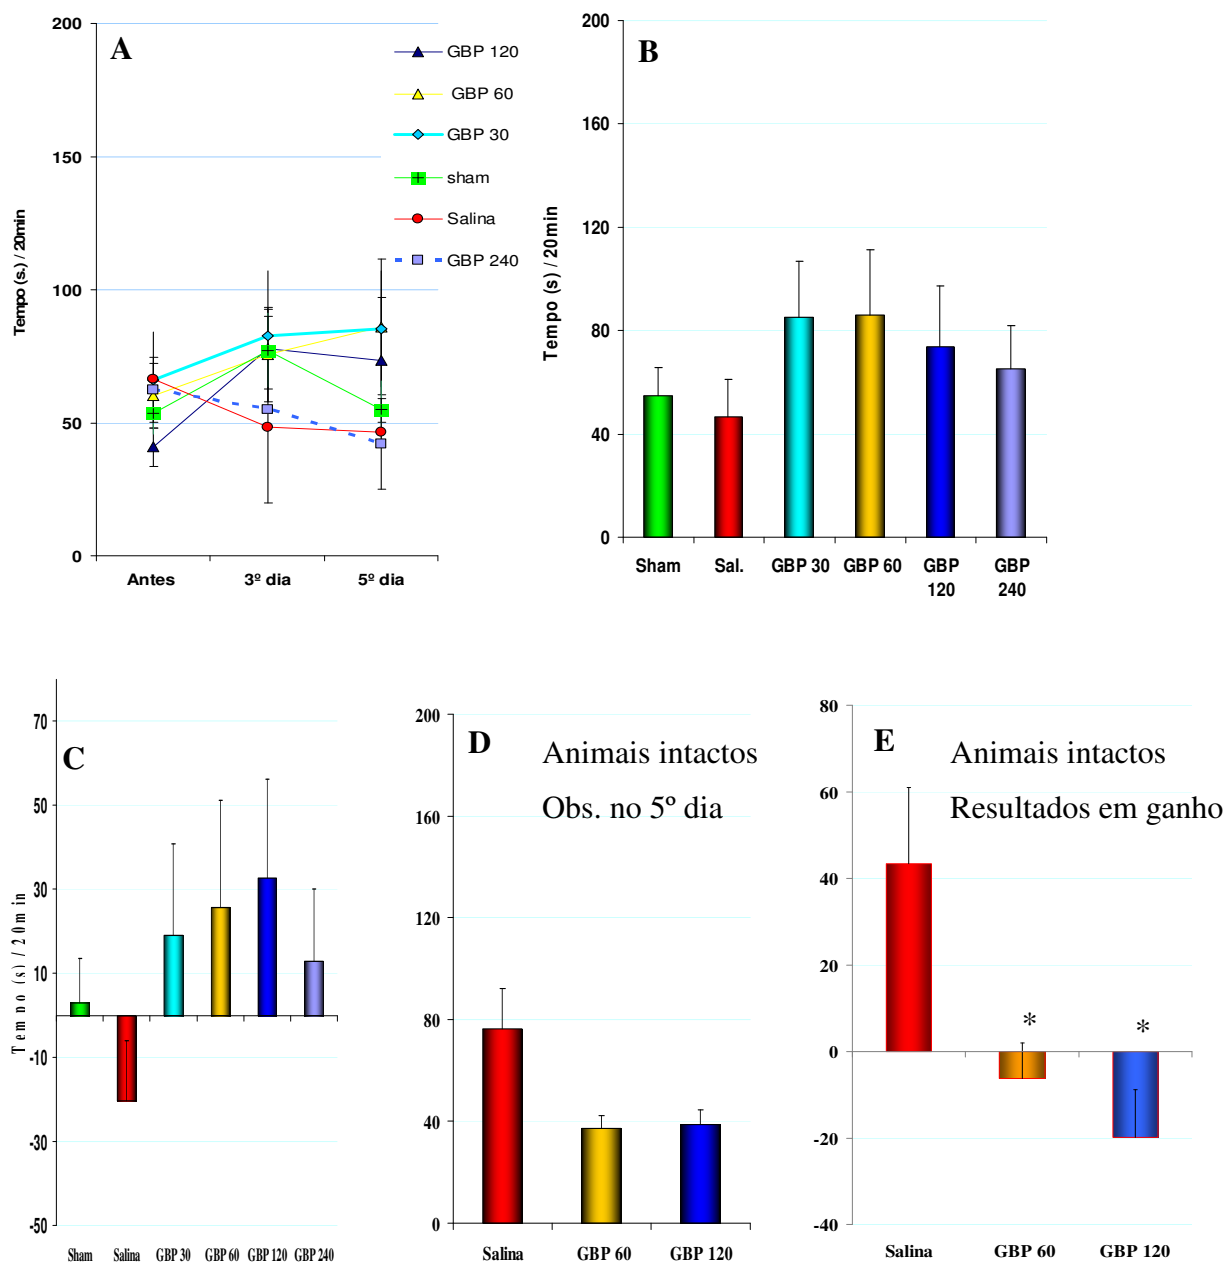 A
200
150
100
50
0
Tempo (s.) / 20min
GBP 120
GBP 60
GBP 30
sham
Salina
GBP 240
Antes
3º dia
5º dia
B
200
160
120
80
40
0
Tempo (s) / 20min
Sham
Sal.
GBP 30
GBP 60
GBP
120
GBP
240
C
70
50
30
10
-10
-30
-50
Tempo (s) / 20min
Sham
Salina
GBP 30
GBP 60
GBP 120
GBP 240
D
Animais intactos
Obs. no 5º dia
200
160
120
80
40
0
Salina
GBP 60
GBP 120
E
Animais intactos
Resultados em ganho
80
60
40
20
0
-20
-40
*
*
Salina
GBP 60
GBP 120